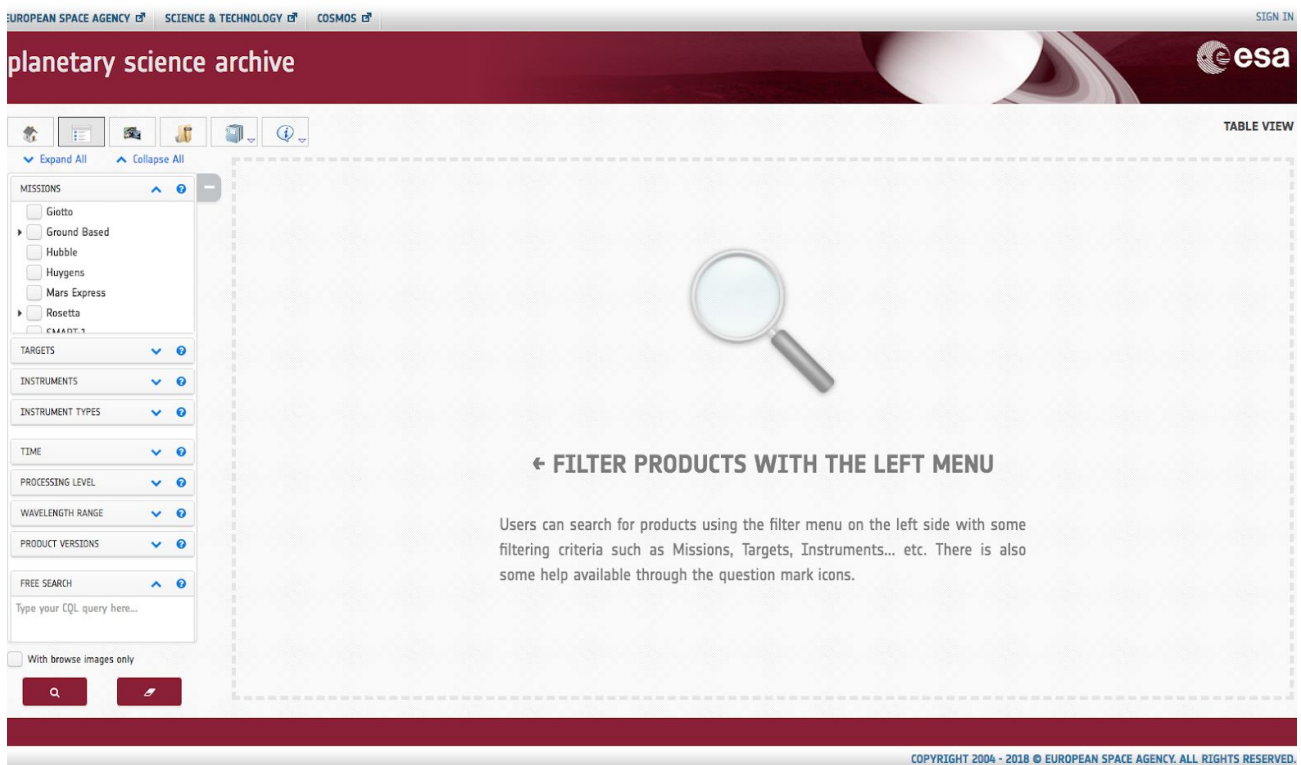 EUROPEAN SPACE AGENCY SCIENCE & TECHNOLOGY COSMOS SIGN IN
planetary science archive esa
TABLE VIEW
Expand All Collapse All
MISSIONS
Giotto
Ground Based
Hubble
Huygens
Mars Express
Rosetta
SMART-1
TARGETS
INSTRUMENTS
INSTRUMENT TYPES
TIME
PROCESSING LEVEL
WAVELENGTH RANGE
PRODUCT VERSIONS
FREE SEARCH
Type your CQL query here...
With browse images only
← FILTER PRODUCTS WITH THE LEFT MENU
Users can search for products using the filter menu on the left side with some
filtering criteria such as Missions, Targets, Instruments... etc. There is also
some help available through the question mark icons.
COPYRIGHT 2004 - 2018 © EUROPEAN SPACE AGENCY. ALL RIGHTS RESERVED.